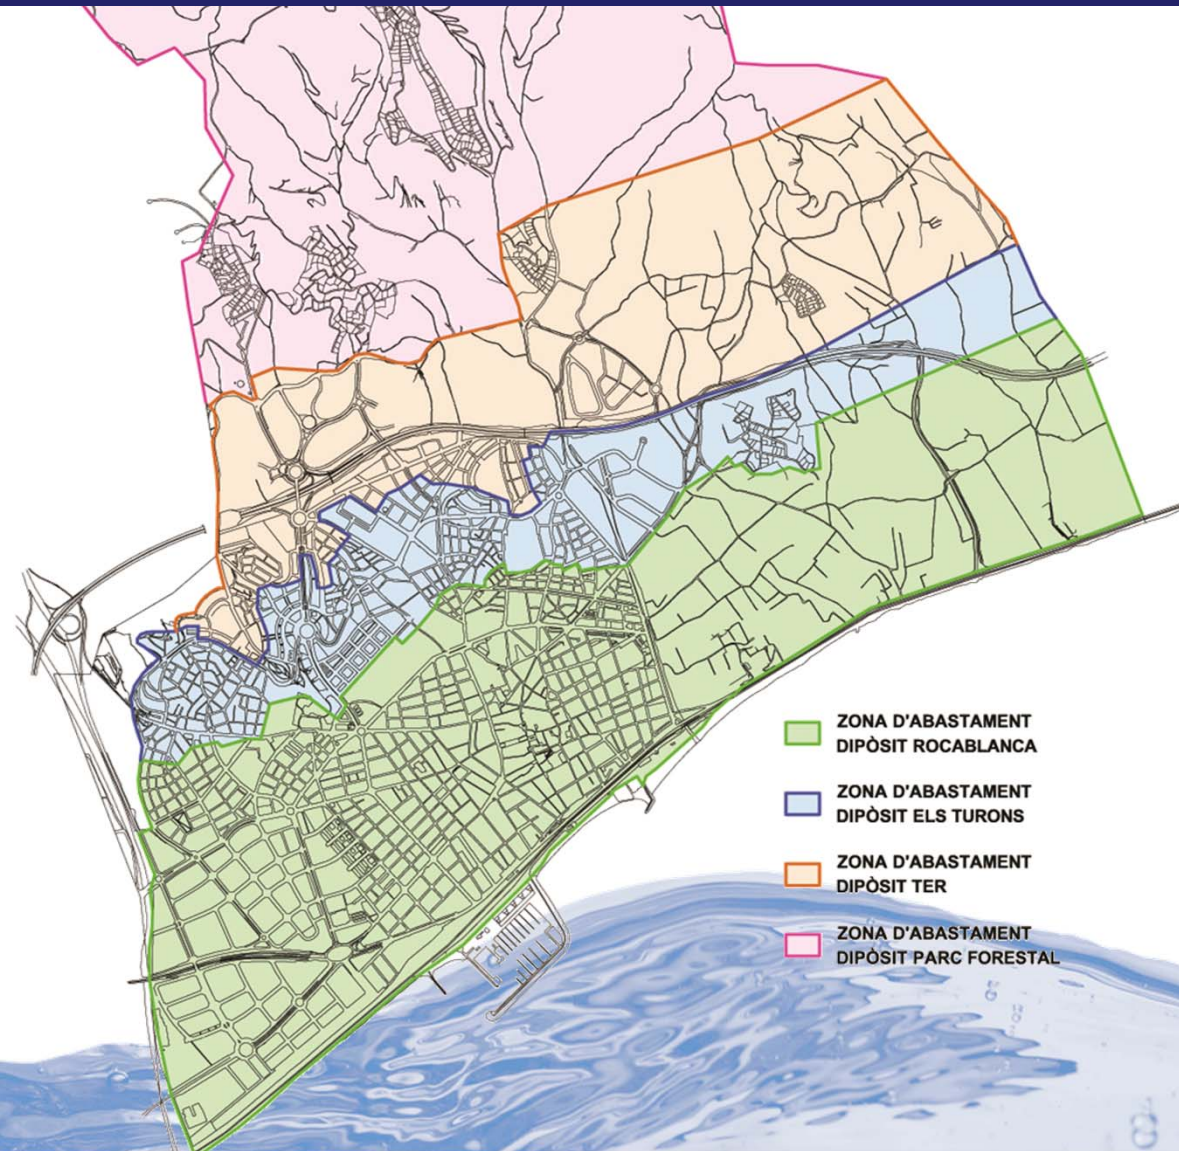 ZONA D'ABASTAMENT
DIPÒSIT ROCABLANCA
ZONA D'ABASTAMENT
DIPÒSIT ELS TURONS
ZONA D'ABASTAMENT
DIPÒSIT TER
ZONA D'ABASTAMENT
DIPÒSIT PARC FORESTAL